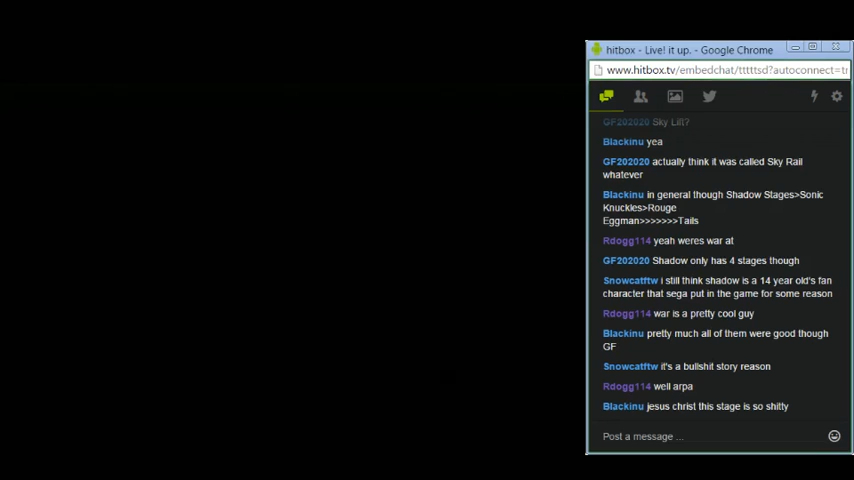 hitbox - Live! it up. - Google Chrome
www.hitbox.tv/embedchat/tttttsd?autoconnect=tr
GF202020 Sky Lift?
Blackinu yea
GF202020 actually think it was called Sky Rail
whatever
Blackinu in general though Shadow Stages>Sonic
Knuckles>Rouge
Eggman>>>>>>>Tails
Rdogg114 yeah weres war at
GF202020 Shadow only has 4 stages though
Snowcatftw i still think shadow is a 14 year old's fan
character that sega put in the game for some reason
Rdogg114 war is a pretty cool guy
Blackinu pretty much all of them were good though
GF
Snowcatftw it's a bullshit story reason
Rdogg114 well arpa
Blackinu jesus christ this stage is so shitty
Post a message ...